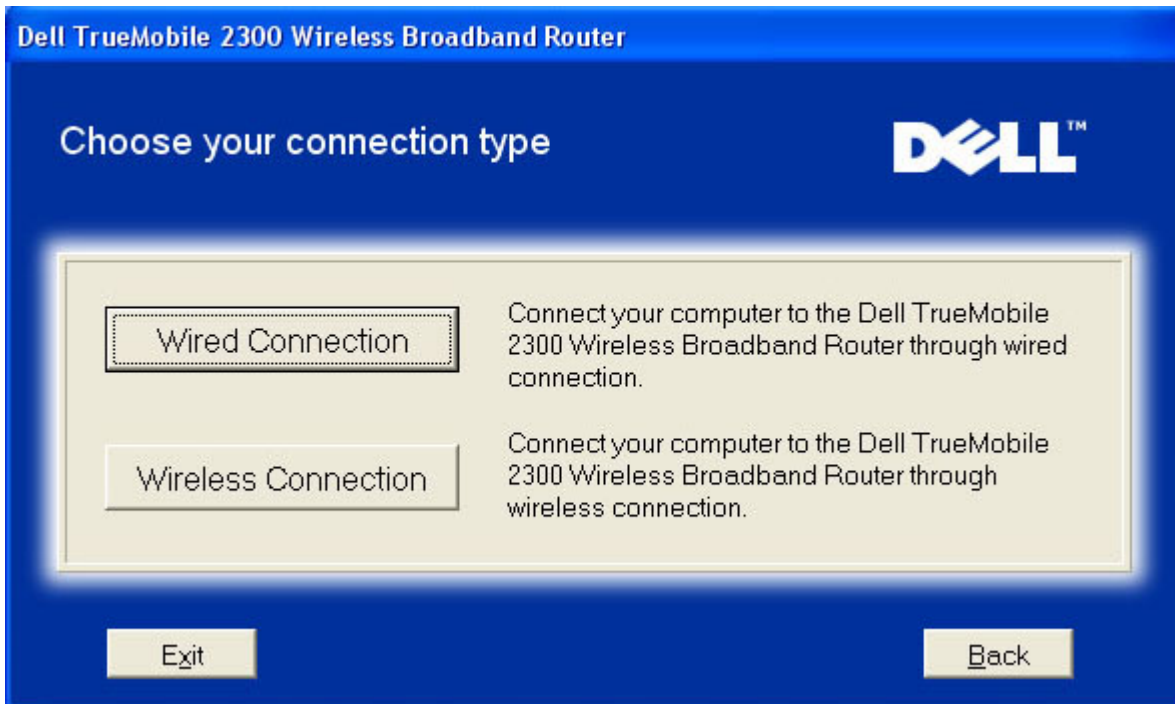 Dell TrueMobile 2300 Wireless Broadband Router
Choose your connection type
DELL™
Wired Connection
Connect your computer to the Dell TrueMobile
2300 Wireless Broadband Router through wired
connection.
Wireless Connection
Connect your computer to the Dell TrueMobile
2300 Wireless Broadband Router through
wireless connection.
Exit
Back